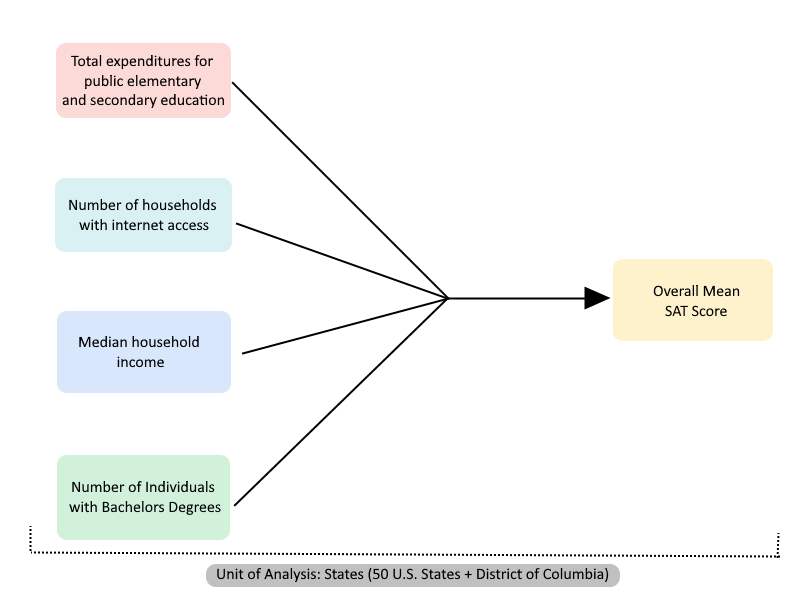 Total expenditures for
public elementary
and secondary education
Number of households
with internet access
Median household
income
Number of Individuals
with Bachelors Degrees
Overall Mean
SAT Score
Unit of Analysis: States (50 U.S. States + District of Columbia)